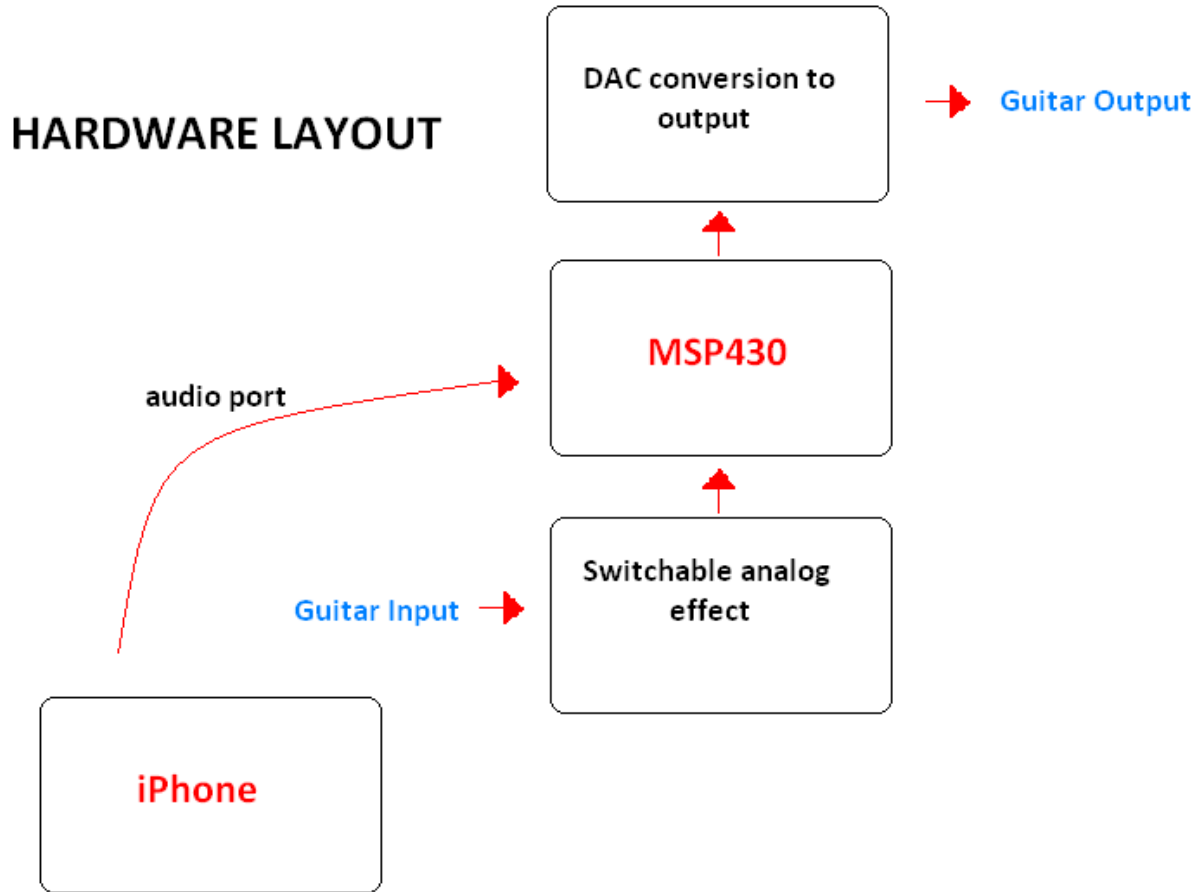 HARDWARE LAYOUT
DAC conversion to
output
Guitar Output
MSP430
audio port
Switchable analog
effect
Guitar Input
iPhone